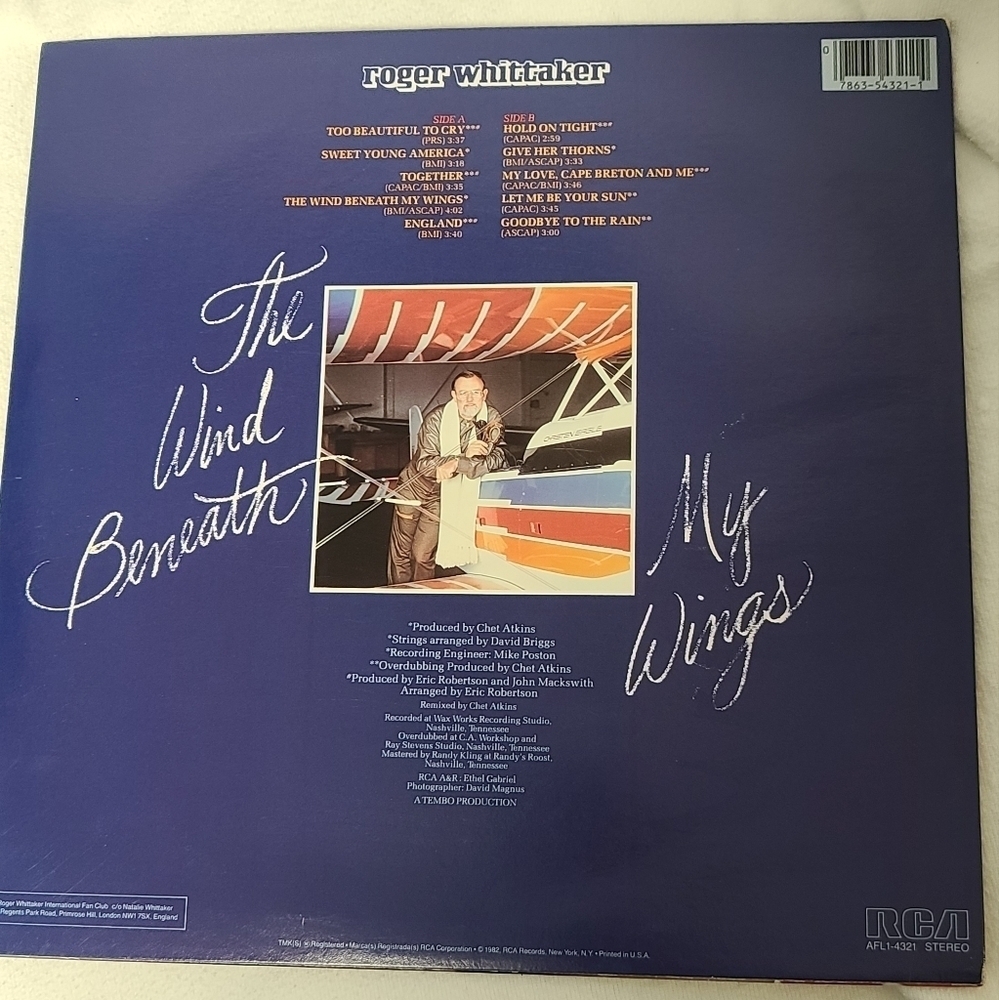 roger whittaker
0
7863-54321-1
SIDE A
TOO BEAUTIFUL TO CRY***
(PRS) 3:37
SWEET YOUNG AMERICA*
(BMI) 3:18
TOGETHER***
(CAPAC/BMI) 3:35
THE WIND BENEATH MY WINGS*
(BMI/ASCAP) 4:02
ENGLAND***
(BMI) 3:40
SIDE B
HOLD ON TIGHT***
(CAPAC) 2:59
GIVE HER THORNS*
(BMI/ASCAP) 3:33
MY LOVE, CAPE BRETON AND ME***
(CAPAC/BMI) 3:46
LET ME BE YOUR SUN**
(CAPAC) 3:45
GOODBYE TO THE RAIN**
(ASCAP) 3:00
The
Wind
Beneath
My
Wings
*Produced by Chet Atkins
*Strings arranged by David Briggs
*Recording Engineer: Mike Poston
**Overdubbing Produced by Chet Atkins
*Produced by Eric Robertson and John Mackswith
Arranged by Eric Robertson
Remixed by Chet Atkins
Recorded at Wax Works Recording Studio,
Nashville, Tennessee
Overdubbed at C.A. Workshop and
Ray Stevens Studio, Nashville, Tennessee
Mastered by Randy Kling at Randy's Roost,
Nashville, Tennessee
RCA A&R: Ethel Gabriel
Photographer: David Magnus
A TEMBO PRODUCTION
Roger Whittaker International Fan Club c/o Natalie Whittaker
Regents Park Road, Primrose Hill, London NW1 7SX, England
TMK(S) ® Registered • Marca(s) Registrada(s) RCA Corporation • © 1982, RCA Records, New York, N.Y. • Printed in U.S.A.
RCA
AFL1-4321 STEREO